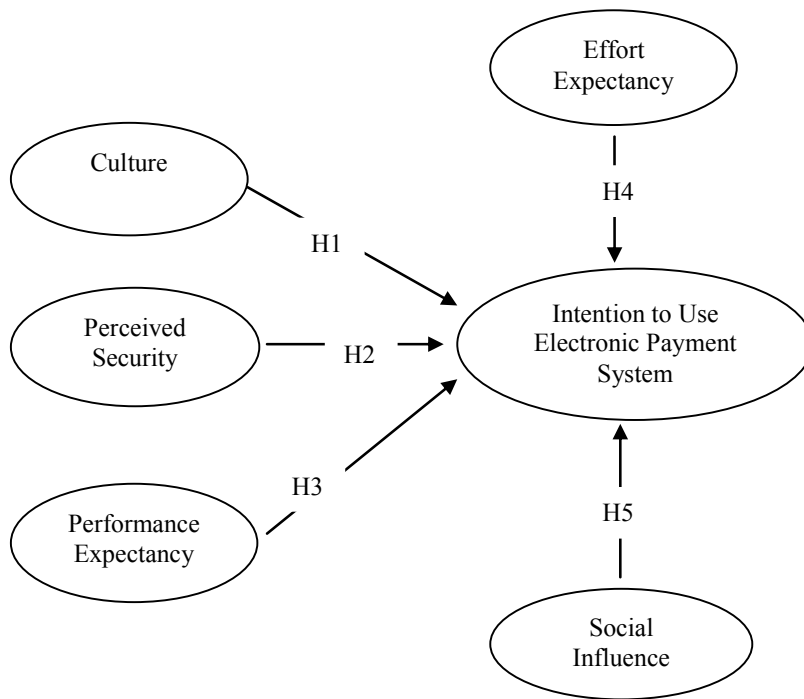 Effort
Expectancy
Culture
H4
H1
Perceived
Security
H2
Intention to Use
Electronic Payment
System
H3
Performance
Expectancy
H5
Social
Influence